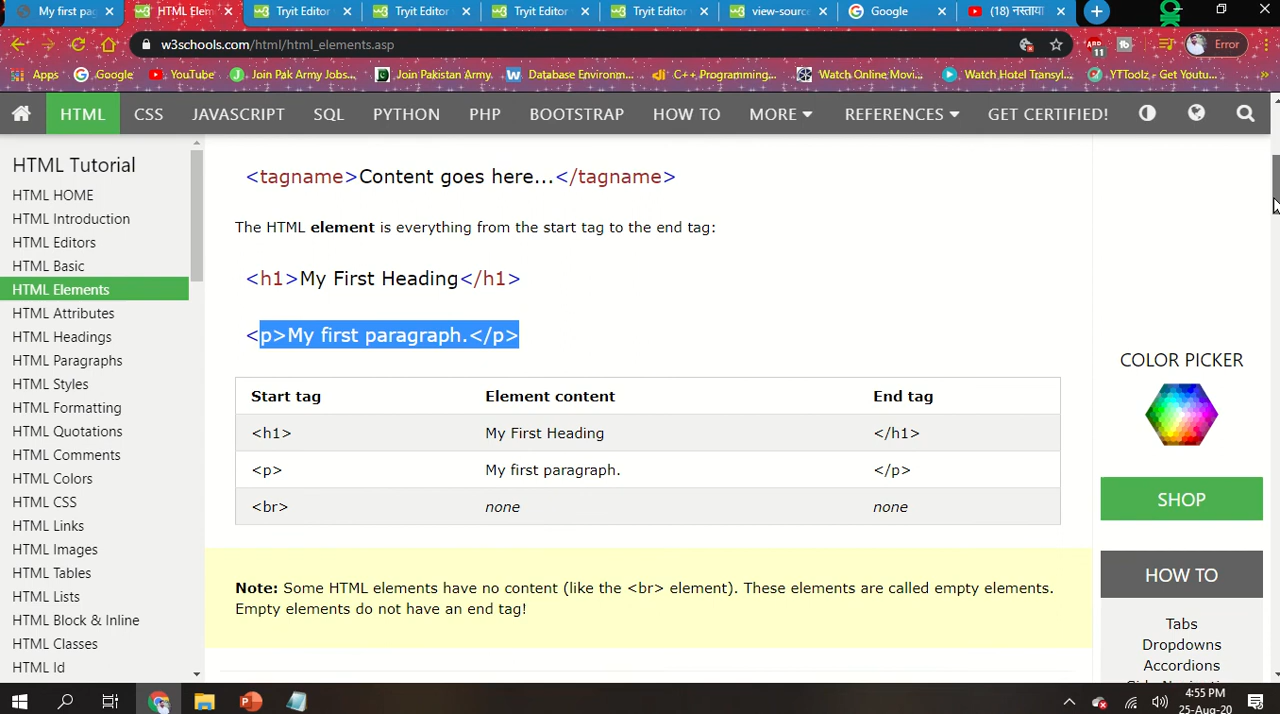 My first pag
HTML Elem
Tryit Editor
Tryit Editor
Tryit Editor
Tryit Editor
view-source
Google
(18) नस्ताया
w3schools.com/html/html_elements.asp
ABP
11
Error
Apps
Google
YouTube
Join Pak Army Jobs...
Join Pakistan Army.
Database Environm...
C++ Programming,...
Watch Online Movi...
Watch Hotel Transyl...
YTToolz - Get Youtu...
HTML
CSS
JAVASCRIPT
SQL
PYTHON
PHP
BOOTSTRAP
HOW TO
MORE
REFERENCES
GET CERTIFIED!
HTML Tutorial
HTML HOME
HTML Introduction
HTML Editors
HTML Basic
HTML Elements
HTML Attributes
HTML Headings
HTML Paragraphs
HTML Styles
HTML Formatting
HTML Quotations
HTML Comments
HTML Colors
HTML CSS
HTML Links
HTML Images
HTML Tables
HTML Lists
HTML Block & Inline
HTML Classes
HTML Id
<tagname>Content goes here...</tagname>
The HTML element is everything from the start tag to the end tag:
<h1>My First Heading</h1>
<p>My first paragraph.</p>
Start tag Element content End tag
<h1> My First Heading </h1>
<p> My first paragraph. </p>
<br> none none
Note: Some HTML elements have no content (like the <br> element). These elements are called empty elements.
Empty elements do not have an end tag!
COLOR PICKER
SHOP
HOW TO
Tabs
Dropdowns
Accordions
4:55 PM
25-Aug-20